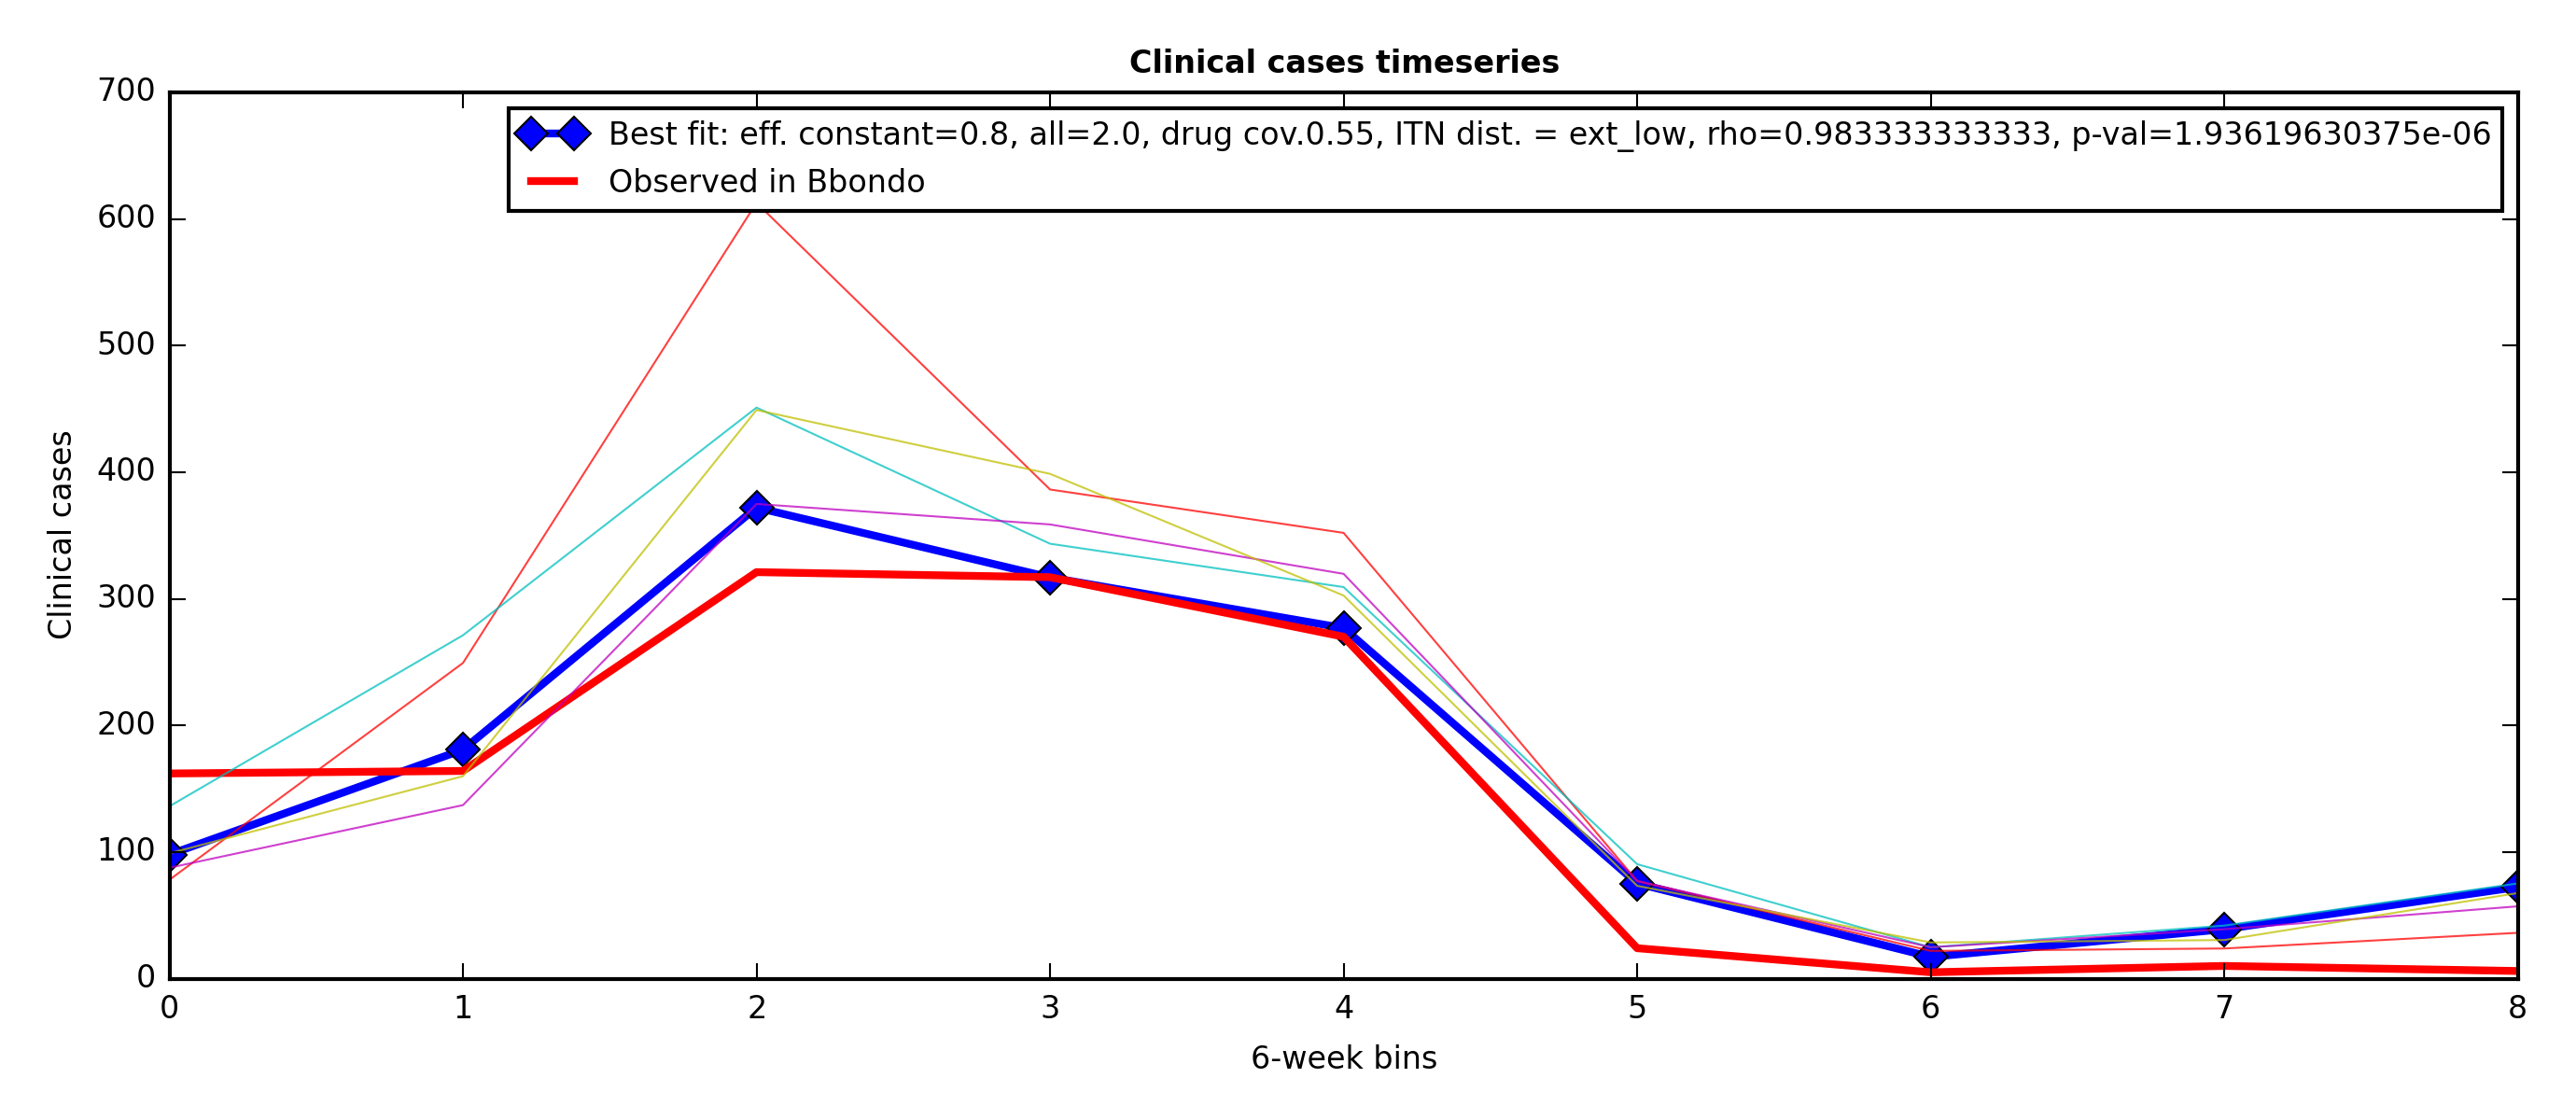 Clinical cases timeseries
700
600
500
400
300
200
100
0
Clinical cases
Best fit: eff. constant=0.8, all=2.0, drug cov.0.55, ITN dist. = ext_low, rho=0.983333333333, p-val=1.93619630375e-06
Observed in Bbondo
0 1 2 3 4 5 6 7 8
6-week bins